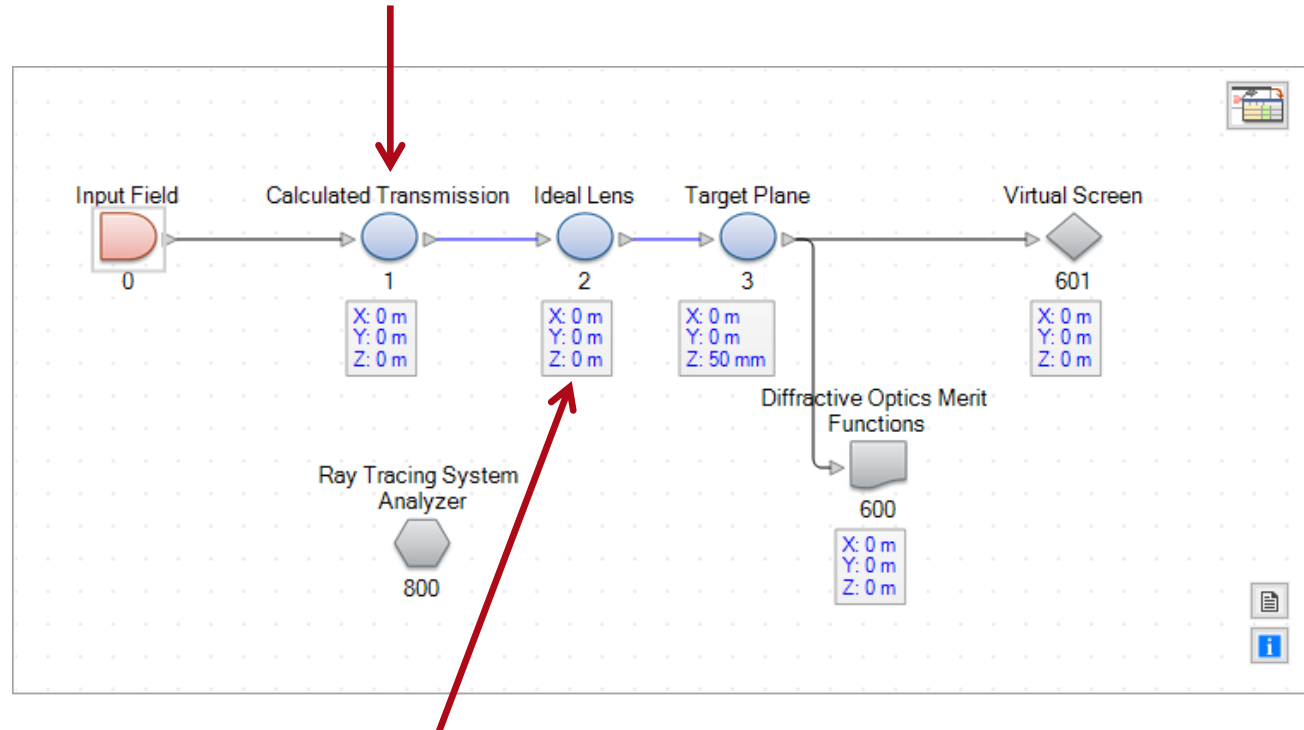 Input Field
Calculated Transmission
Ideal Lens
Target Plane
Virtual Screen
0
1
2
3
601
X: 0 m
Y: 0 m
Z: 0 m
X: 0 m
Y: 0 m
Z: 0 m
X: 0 m
Y: 0 m
Z: 50 mm
X: 0 m
Y: 0 m
Z: 0 m
Diffractive Optics Merit
Functions
600
X: 0 m
Y: 0 m
Z: 0 m
Ray Tracing System
Analyzer
800
i